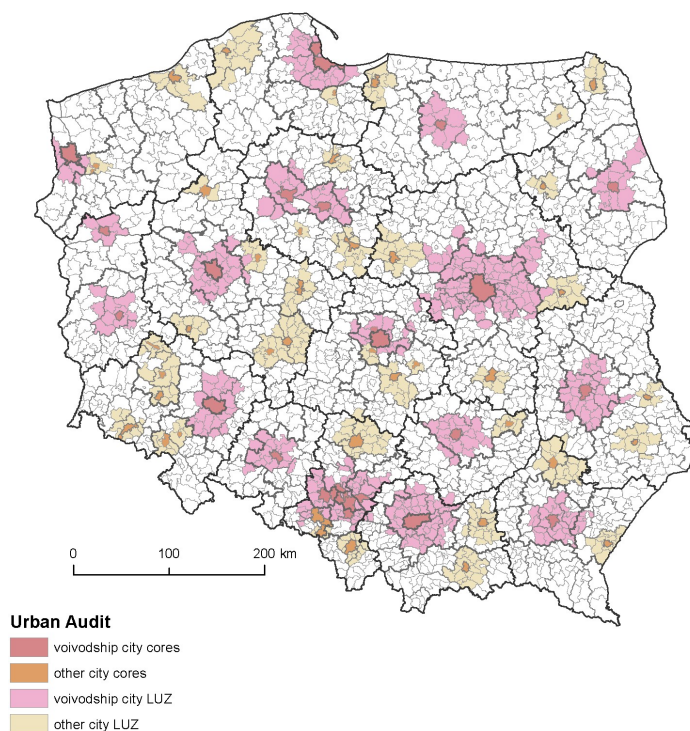 0 100 200 km
Urban Audit
voivodship city cores
other city cores
voivodship city LUZ
other city LUZ